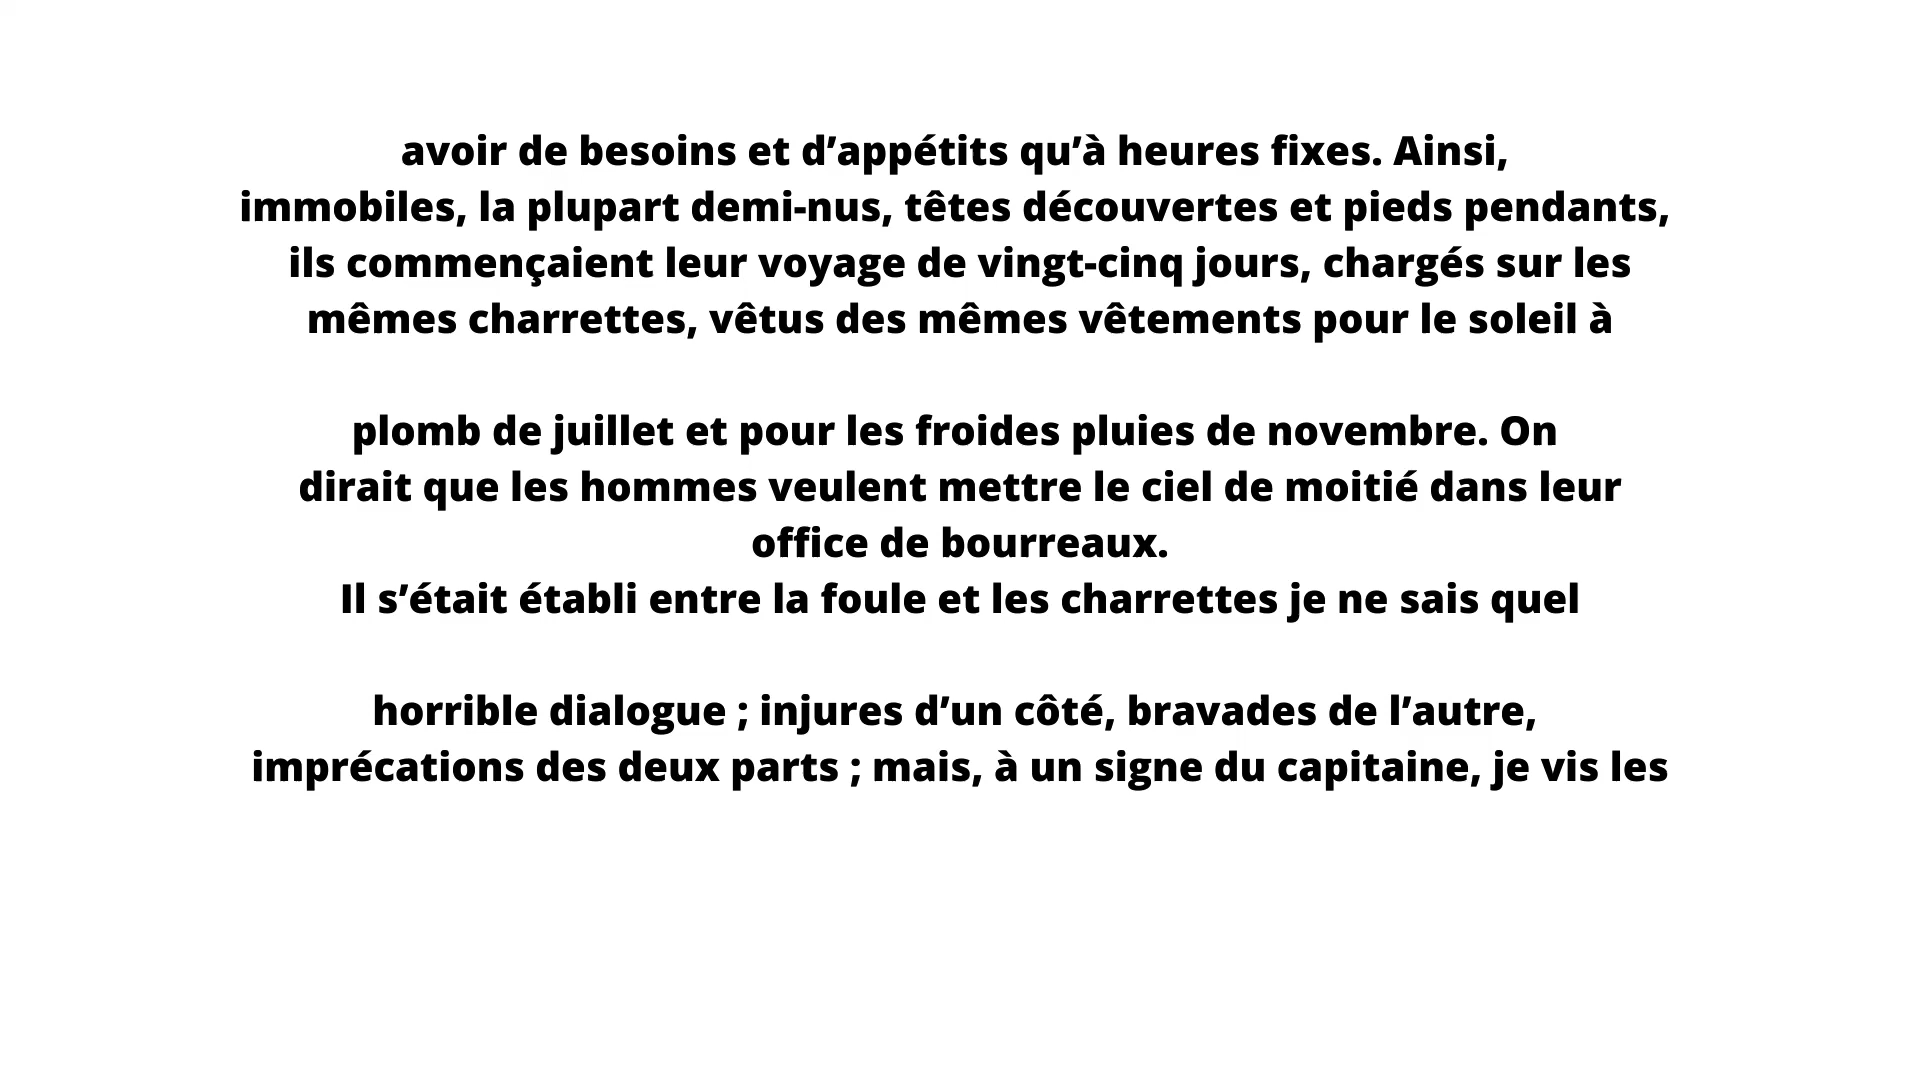 avoir de besoins et d’appétits qu’à heures fixes. Ainsi,
immobiles, la plupart demi-nus, têtes découvertes et pieds pendants,
ils commençaient leur voyage de vingt-cinq jours, chargés sur les
mêmes charrettes, vêtus des mêmes vêtements pour le soleil à
plomb de juillet et pour les froides pluies de novembre. On
dirait que les hommes veulent mettre le ciel de moitié dans leur
office de bourreaux.
Il s’était établi entre la foule et les charrettes je ne sais quel
horrible dialogue ; injures d’un côté, bravades de l’autre,
imprécations des deux parts ; mais, à un signe du capitaine, je vis les